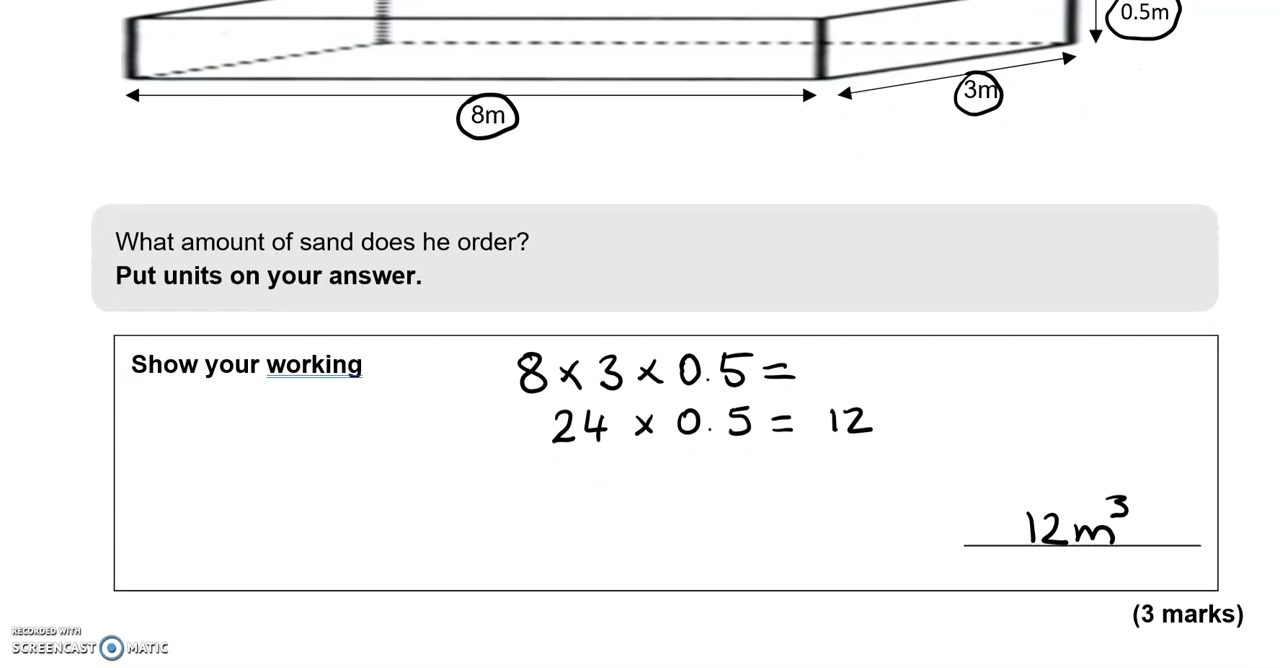 0.5m
3m
8m
What amount of sand does he order?
Put units on your answer.
Show your working
8 × 3 × 0.5 =
24 × 0.5 = 12
12m³
(3 marks)
RECORDED WITH
SCREENCAST MATIC